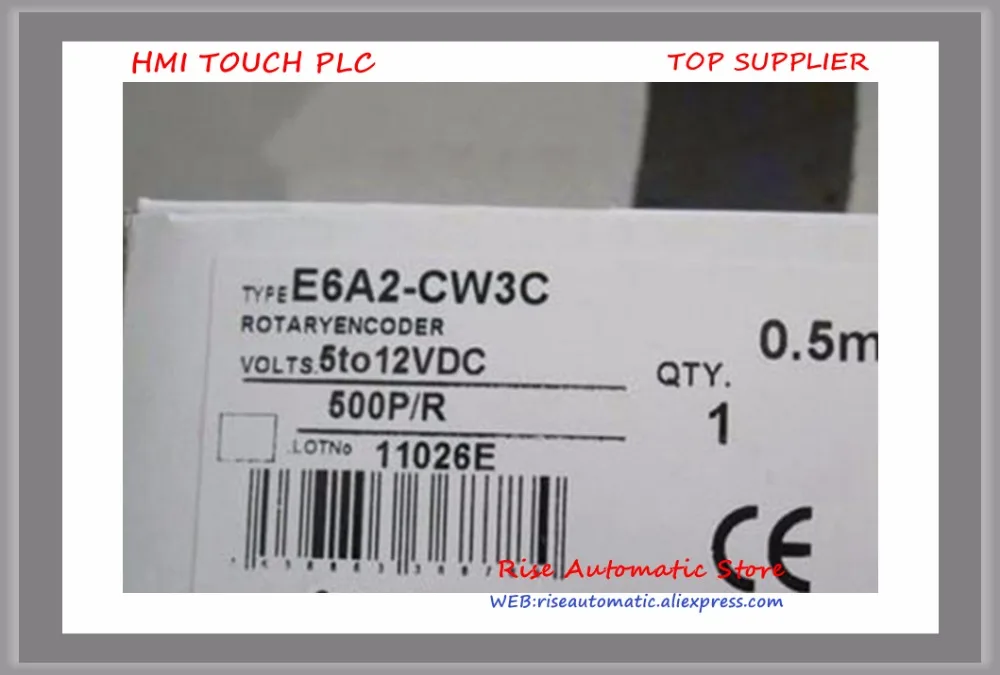 HMI TOUCH PLC
TOP SUPPLIER
TYPE E6A2-CW3C
ROTARYENCODER
VOLTS.5to12VDC
0.5m
QTY.
500P/R
1
LOTNo 11026E
CE
Rise Automatic Store
WEB:riseautomatic.aliexpress.com